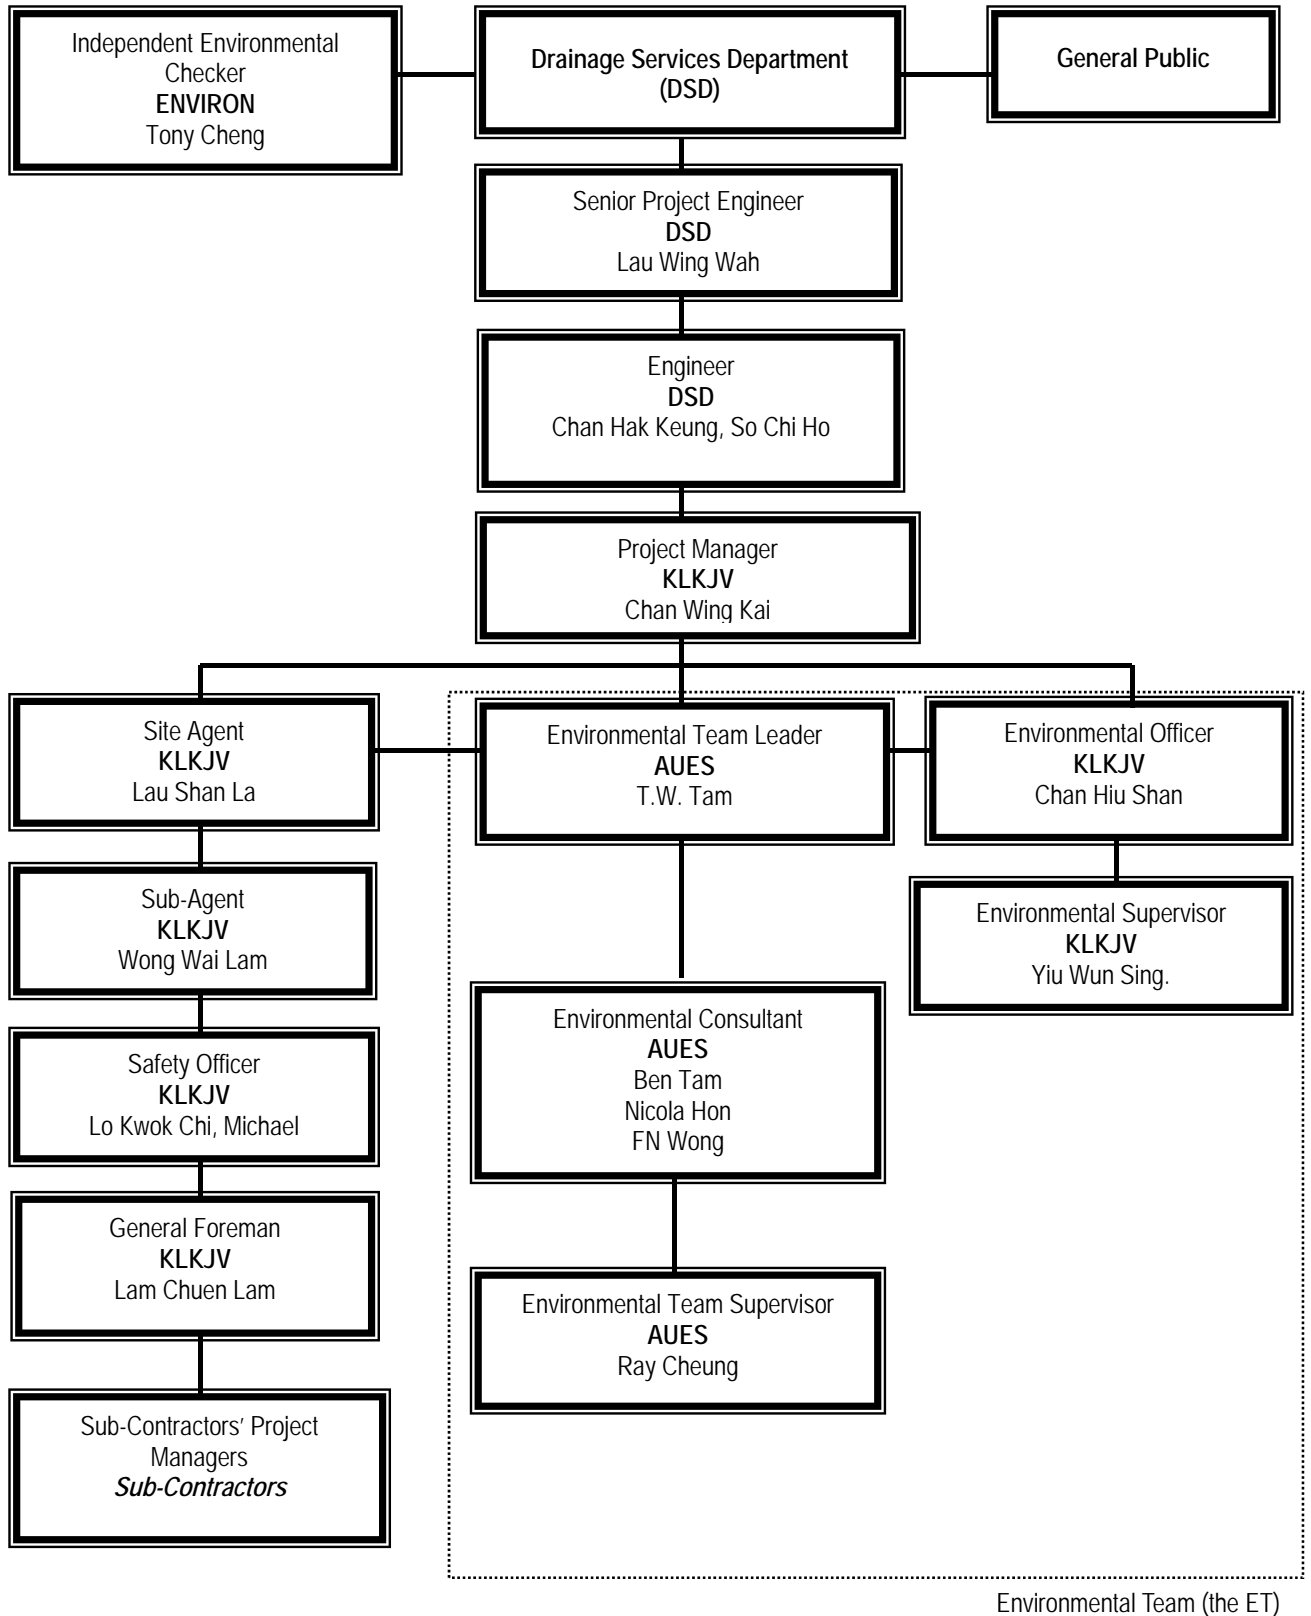 Independent Environmental
Checker
ENVIRON
Tony Cheng
Drainage Services Department
(DSD)
General Public
Senior Project Engineer
DSD
Lau Wing Wah
Engineer
DSD
Chan Hak Keung, So Chi Ho
Project Manager
KLKJV
Chan Wing Kai
Site Agent
KLKJV
Lau Shan La
Environmental Team Leader
AUES
T.W. Tam
Environmental Officer
KLKJV
Chan Hiu Shan
Sub-Agent
KLKJV
Wong Wai Lam
Environmental Supervisor
KLKJV
Yiu Wun Sing.
Safety Officer
KLKJV
Lo Kwok Chi, Michael
Environmental Consultant
AUES
Ben Tam
Nicola Hon
FN Wong
General Foreman
KLKJV
Lam Chuen Lam
Environmental Team Supervisor
AUES
Ray Cheung
Sub-Contractors’ Project
Managers
Sub-Contractors
Environmental Team (the ET)